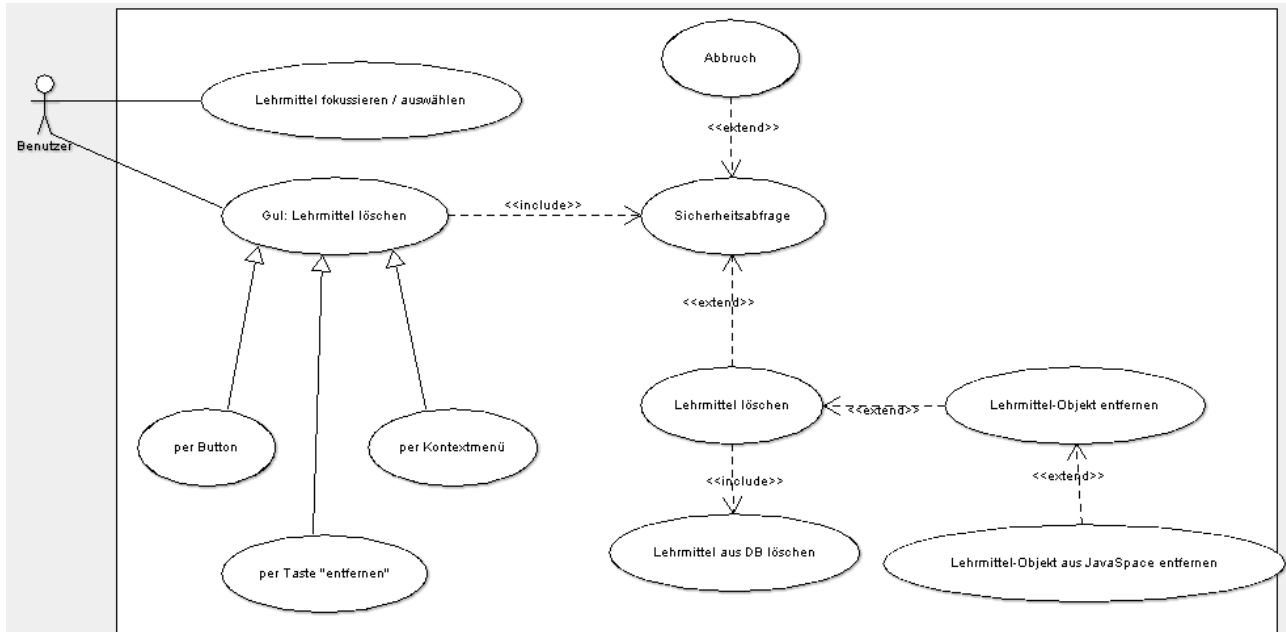 Abbruch
Lehrmittel fokussieren / auswählen
<<extend>>
Benutzer
GuI: Lehrmittel löschen
<<include>>
Sicherheitsabfrage
<<extend>>
Lehrmittel löschen
<<extend>>
Lehrmittel-Objekt entfernen
per Button
per Kontextmenü
<<include>>
<<extend>>
Lehrmittel aus DB löschen
Lehrmittel-Objekt aus JavaSpace entfernen
per Taste "entfernen"